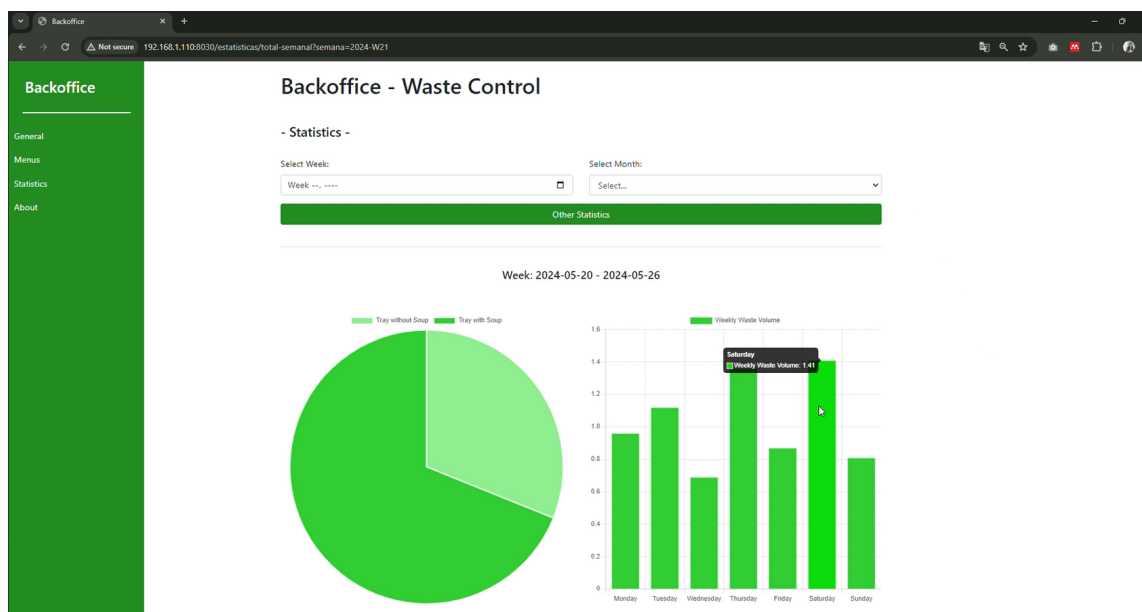 Backoffice
Not secure 192.168.1.110:8030/estatisticas/total-semanal?semana=2024-W21
Backoffice
General
Menus
Statistics
About
Backoffice - Waste Control
- Statistics -
Select Week: Select Month:
Week --, ---- Select...
Other Statistics
Week: 2024-05-20 - 2024-05-26
Tray without Soup Tray with Soup
Weekly Waste Volume
1.6
1.4
1.2
1.0
0.8
0.6
0.4
0.2
0
Saturday
Weekly Waste Volume: 1.41
Monday Tuesday Wednesday Thursday Friday Saturday Sunday